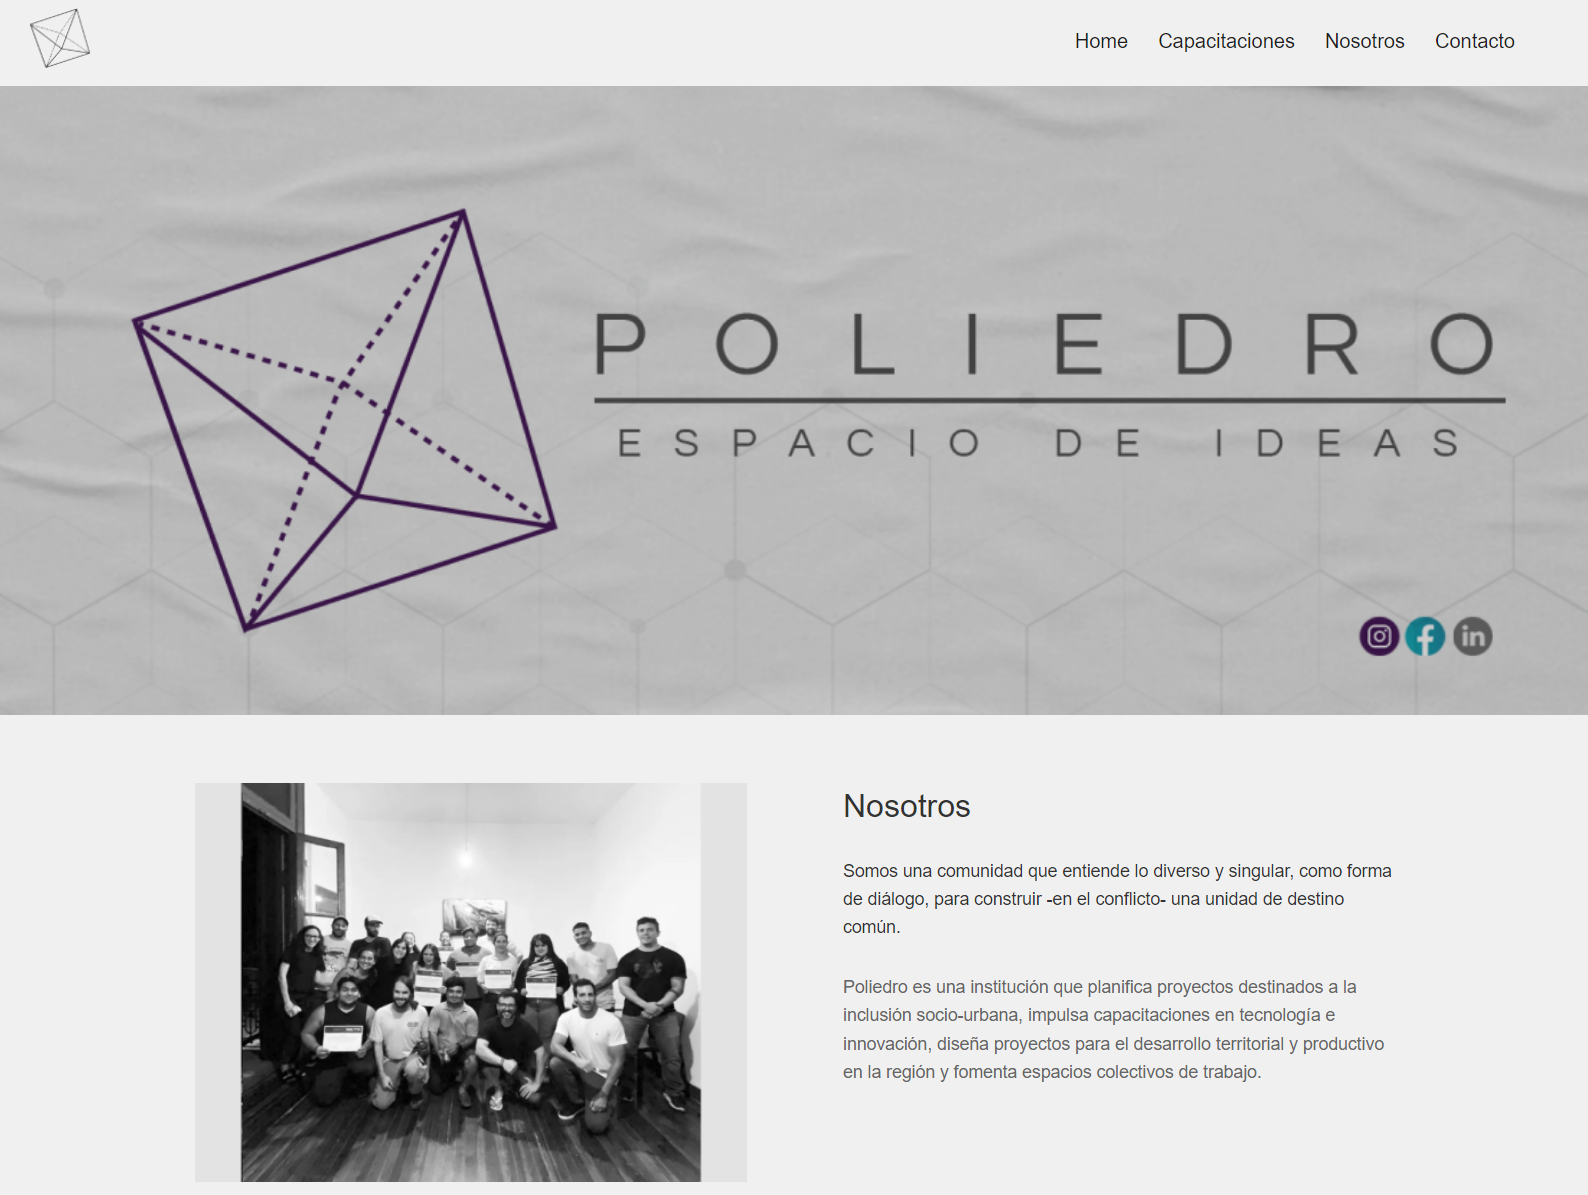 Home Capacitaciones Nosotros Contacto
POLIEDRO
ESPACIO DE IDEAS
in
Nosotros
Somos una comunidad que entiende lo diverso y singular, como forma
de diálogo, para construir -en el conflicto- una unidad de destino
común.
Poliedro es una institución que planifica proyectos destinados a la
inclusión socio-urbana, impulsa capacitaciones en tecnología e
innovación, diseña proyectos para el desarrollo territorial y productivo
en la región y fomenta espacios colectivos de trabajo.